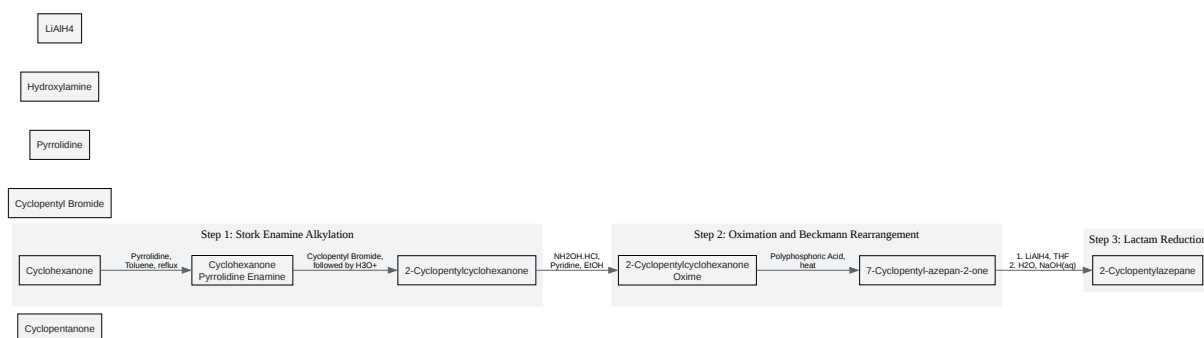 LiAlH4
Hydroxylamine
Pyrrolidine
Cyclopentyl Bromide
Step 1: Stork Enamine Alkylation
Cyclohexanone
Pyrrolidine,
Toluene, reflux
Cyclohexanone
Pyrrolidine Enamine
Cyclopentyl Bromide,
followed by H3O+
2-Cyclopentylcyclohexanone
NH2OH.HCl,
Pyridine, EtOH
Step 2: Oximation and Beckmann Rearrangement
2-Cyclopentylcyclohexanone
Oxime
Polyphosphoric Acid,
heat
7-Cyclopentyl-azepan-2-one
1. LiAlH4, THF
2. H2O, NaOH(aq)
Step 3: Lactam Reduction
2-Cyclopentylazepane
Cyclopentanone